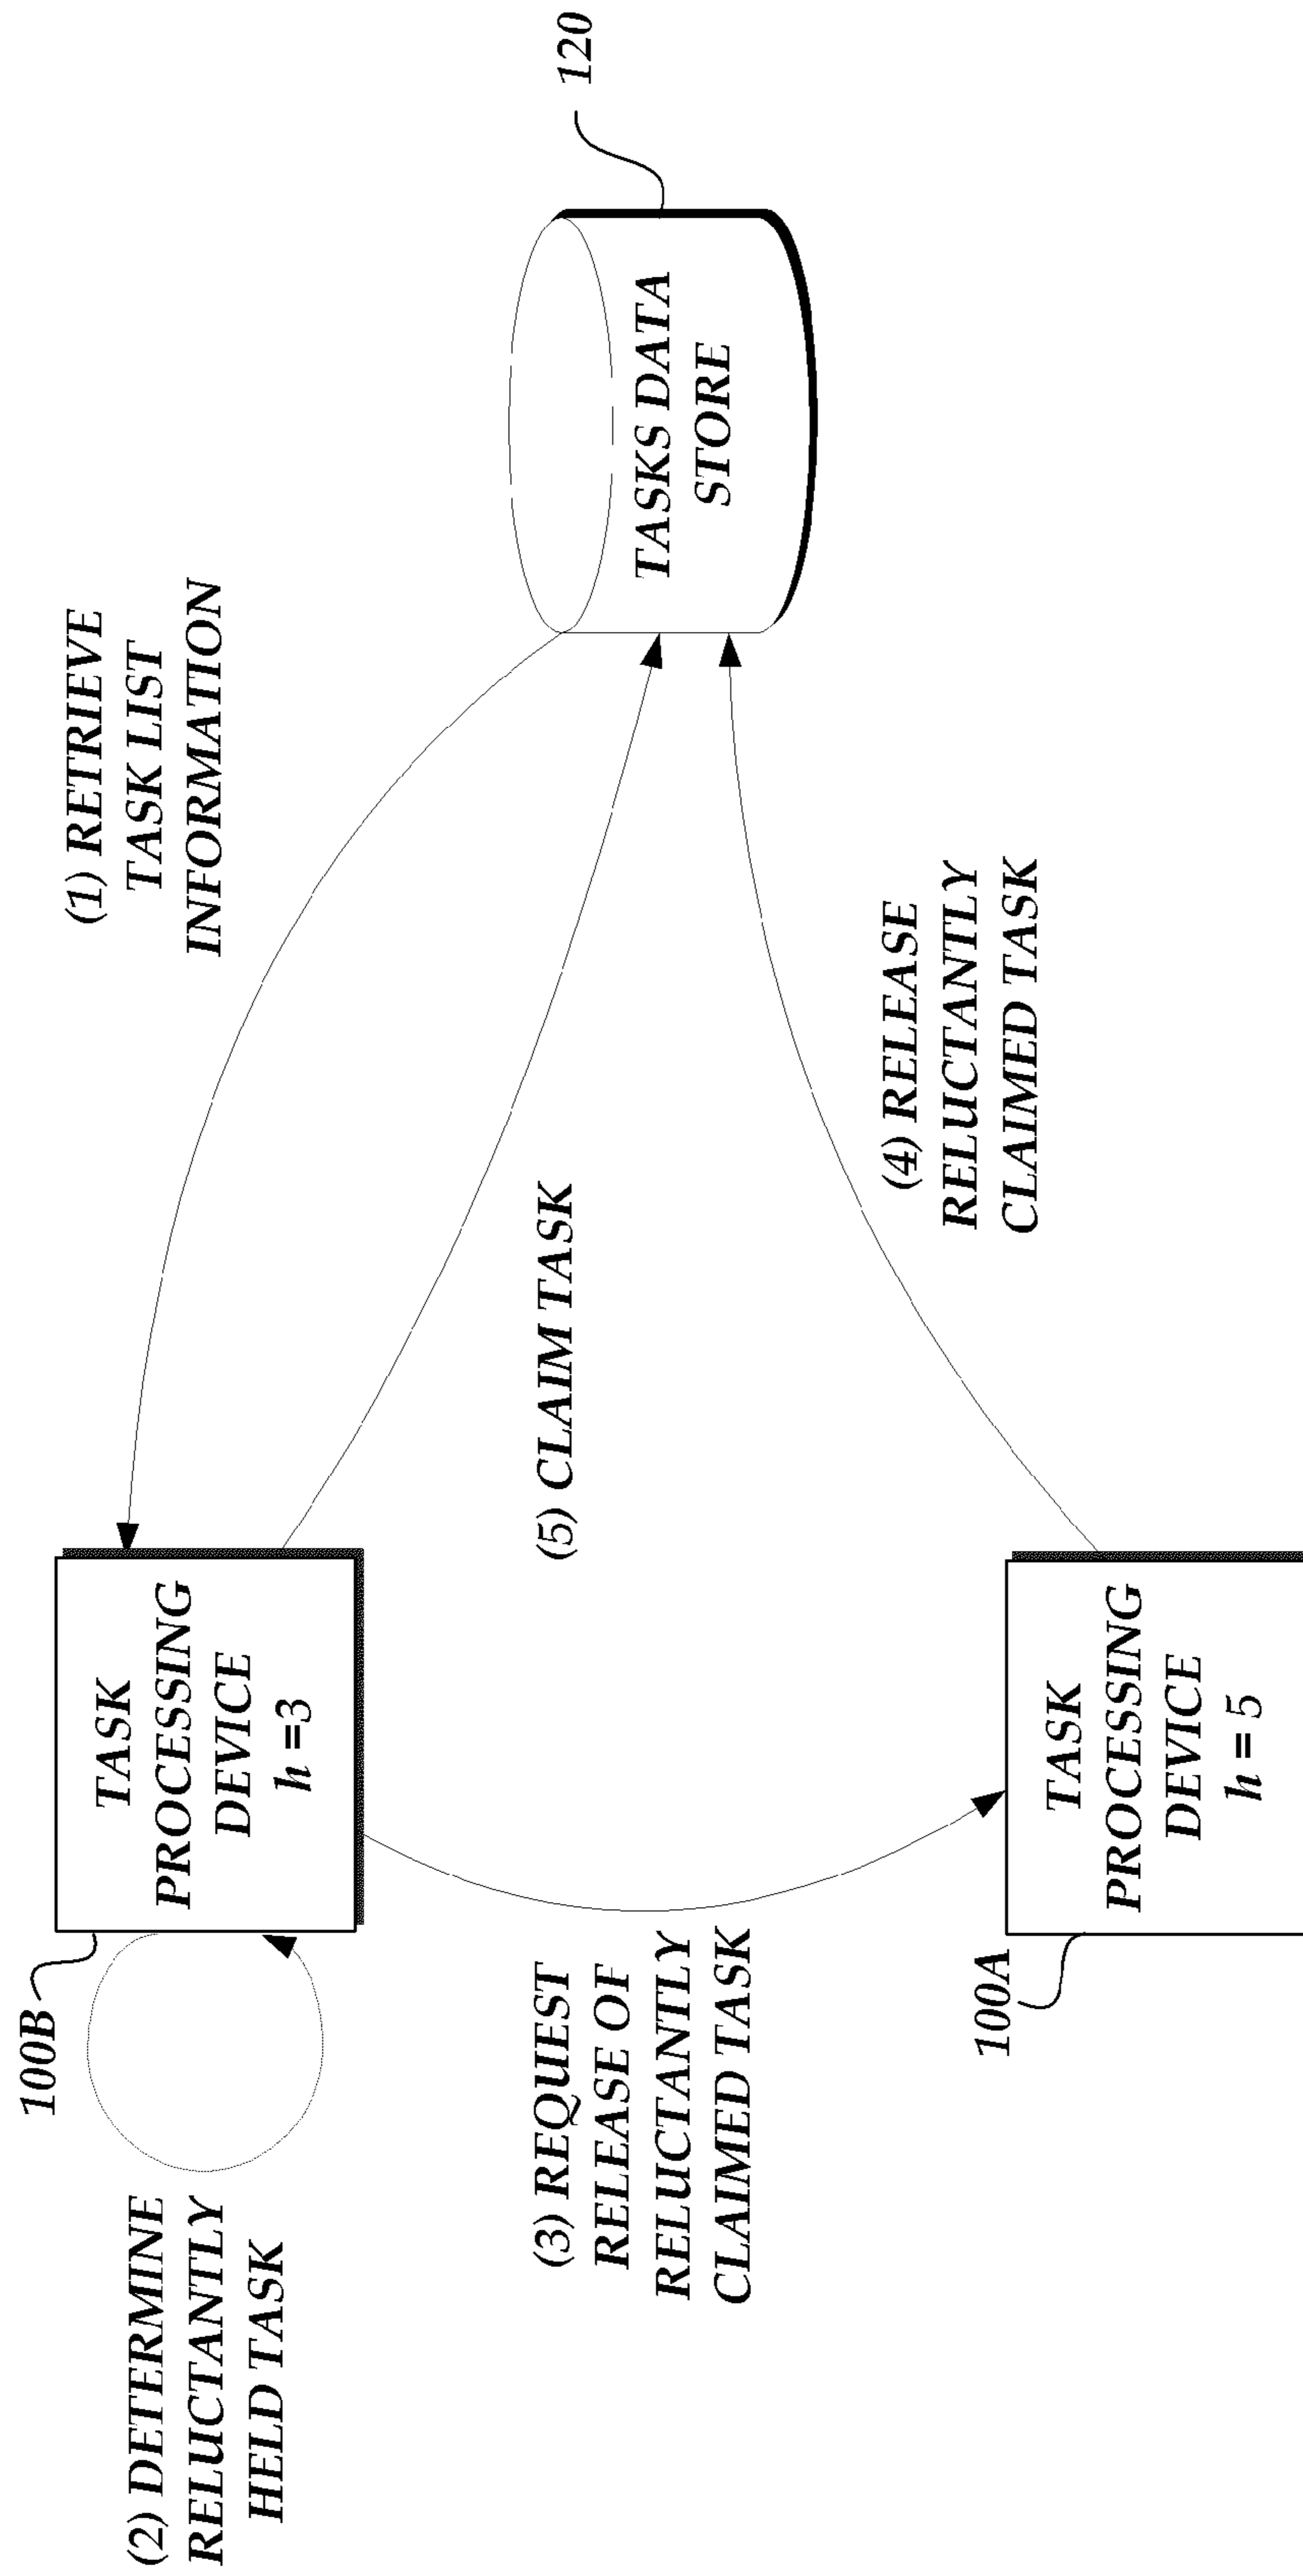 (1) RETRIEVE
TASK LIST
INFORMATION
100B
TASK
PROCESSING
DEVICE
h =3
(2) DETERMINE
RELUCTANTLY
HELD TASK
120
TASKS DATA
STORE
(5) CLAIM TASK
(3) REQUEST
RELEASE OF
RELUCTANTLY
CLAIMED TASK
(4) RELEASE
RELUCTANTLY
CLAIMED TASK
100A
TASK
PROCESSING
DEVICE
h = 5